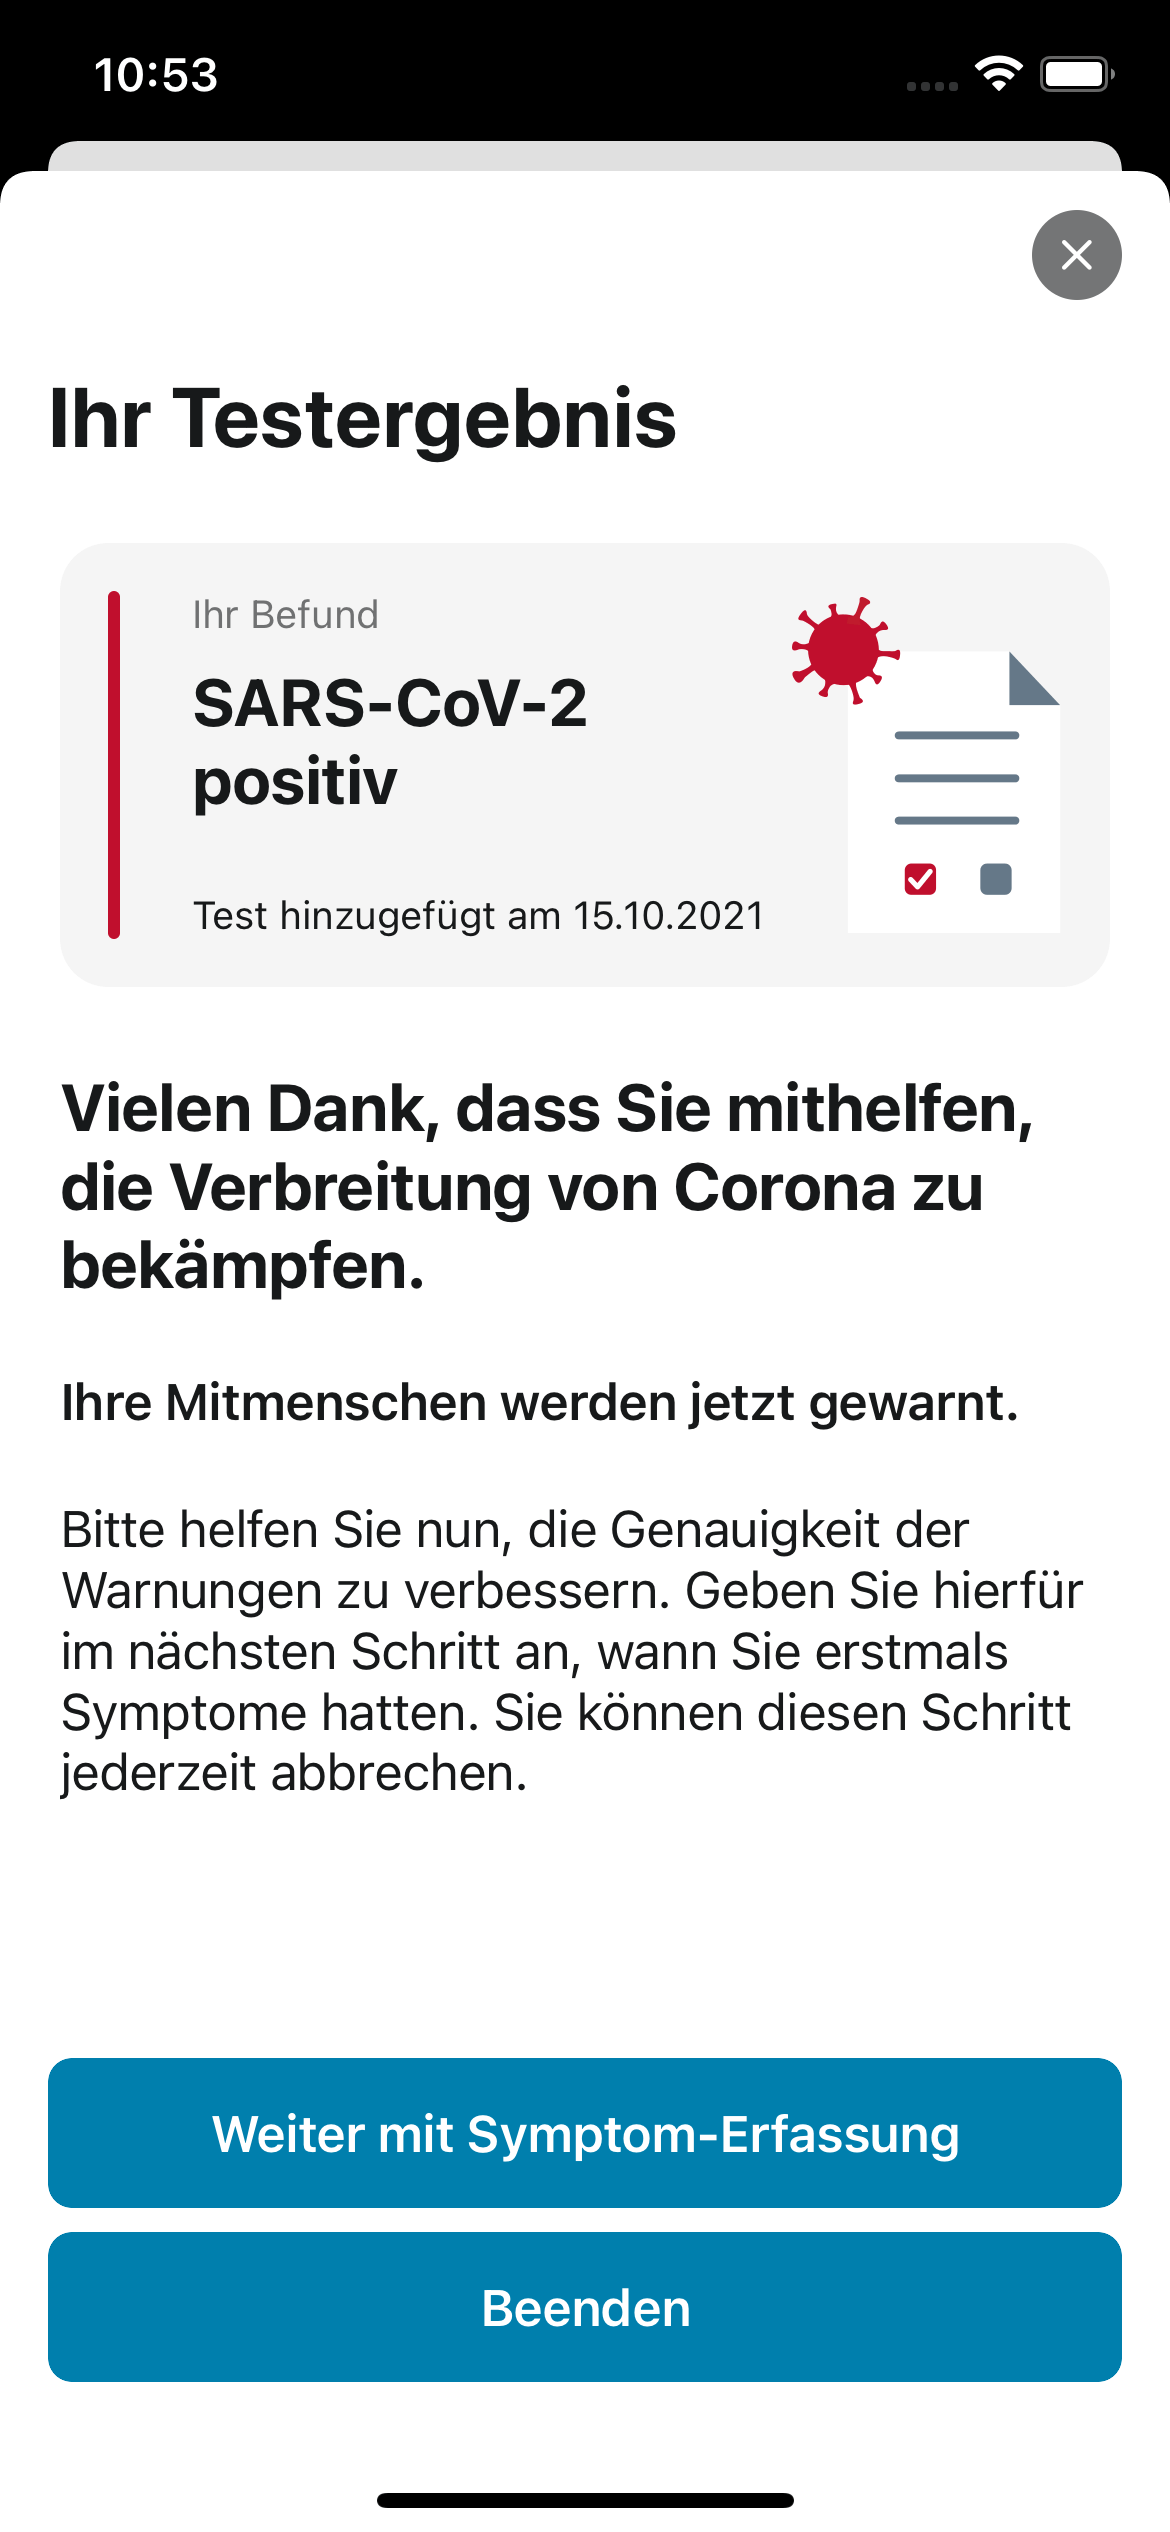 10:53
Ihr Testergebnis
Ihr Befund
SARS-CoV-2
positiv
Test hinzugefügt am 15.10.2021
Vielen Dank, dass Sie mithelfen,
die Verbreitung von Corona zu
bekämpfen.
Ihre Mitmenschen werden jetzt gewarnt.
Bitte helfen Sie nun, die Genauigkeit der
Warnungen zu verbessern. Geben Sie hierfür
im nächsten Schritt an, wann Sie erstmals
Symptome hatten. Sie können diesen Schritt
jederzeit abbrechen.
Weiter mit Symptom-Erfassung
Beenden